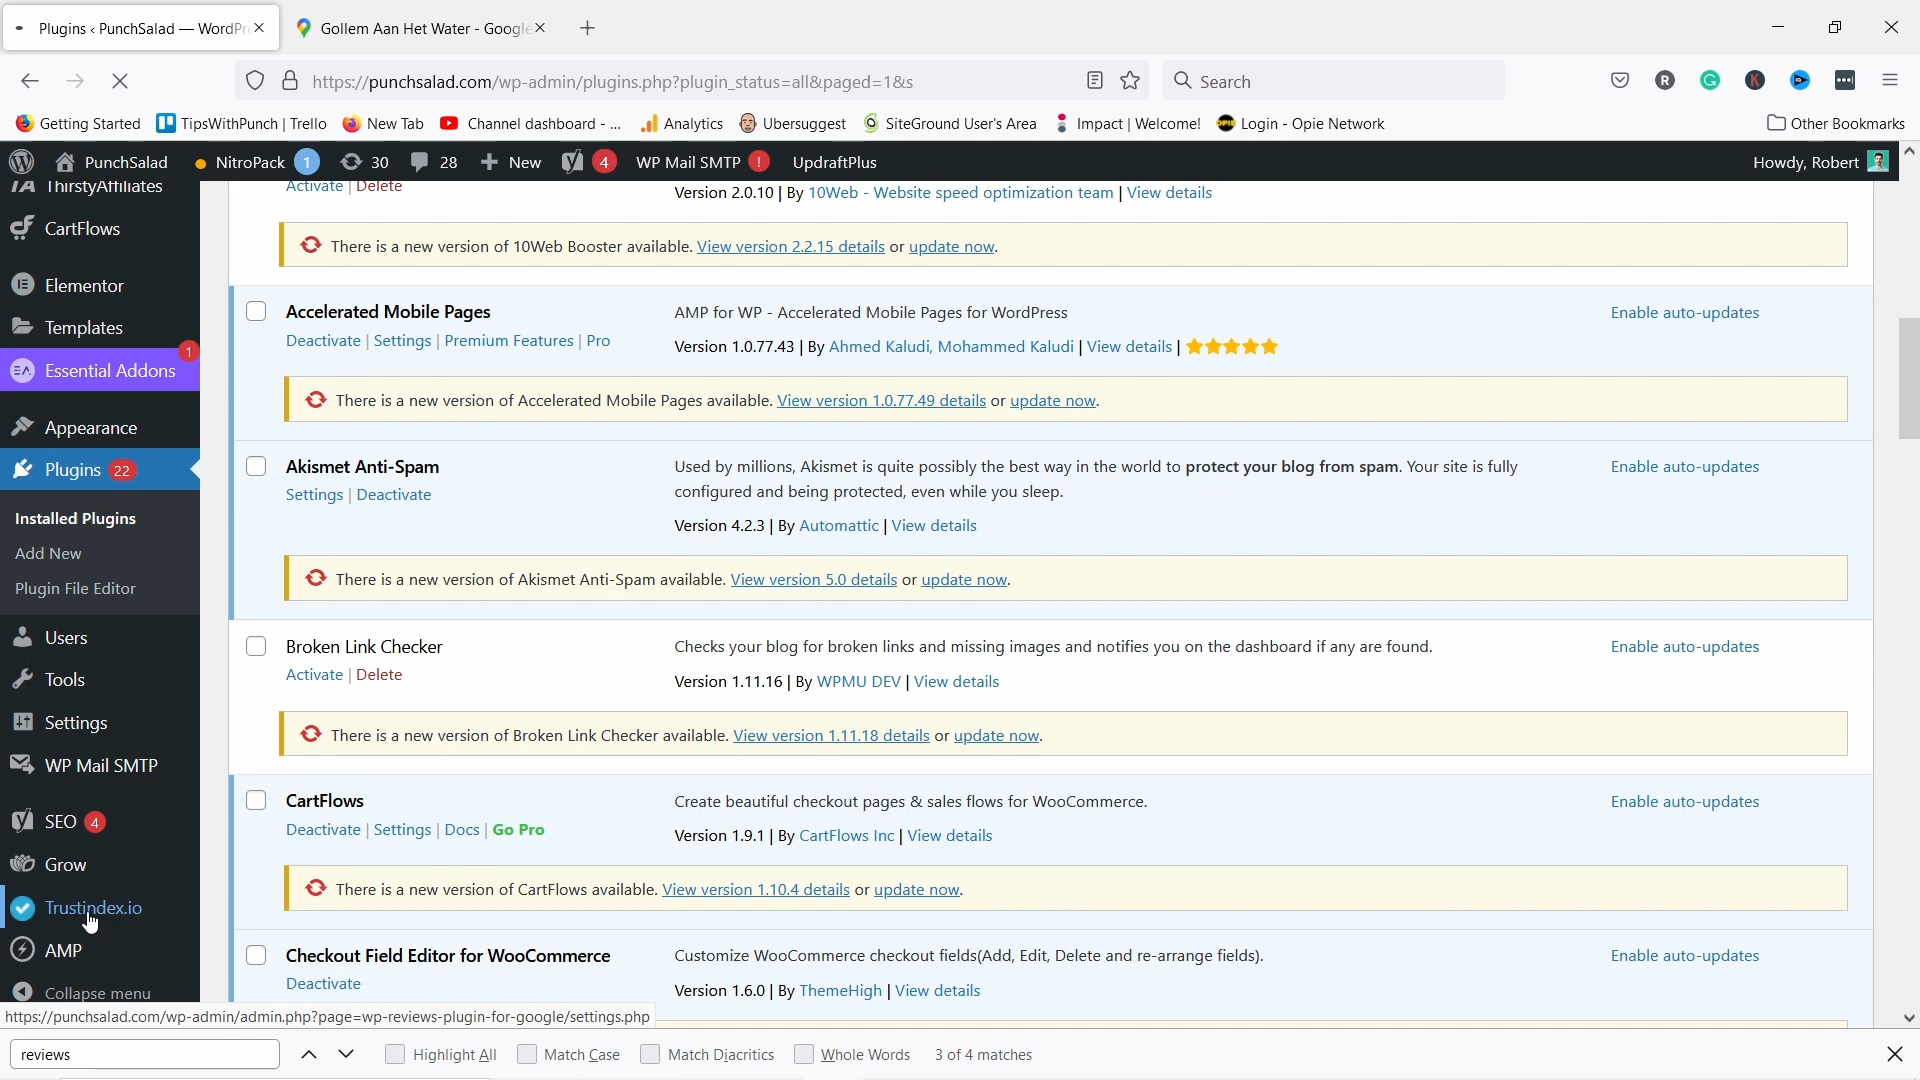 Plugins ‹ PunchSalad — WordPr
Gollem Aan Het Water - Google
https://punchsalad.com/wp-admin/plugins.php?plugin_status=all&paged=1&s
Search
Getting Started
TipsWithPunch | Trello
New Tab
Channel dashboard - ...
Analytics
Ubersuggest
SiteGround User's Area
Impact | Welcome!
Login - Opie Network
Other Bookmarks
PunchSalad
NitroPack 1
30
28
New
4
WP Mail SMTP !
UpdraftPlus
Howdy, Robert
ThirstyAffiliates
CartFlows
Elementor
Templates
Essential Addons
1
Appearance
Plugins 22
Installed Plugins
Add New
Plugin File Editor
Users
Tools
Settings
WP Mail SMTP
SEO 4
Grow
Trustindex.io
AMP
Collapse menu
Activate | Delete
Version 2.0.10 | By 10Web - Website speed optimization team | View details
There is a new version of 10Web Booster available. View version 2.2.15 details or update now.
Accelerated Mobile Pages
Deactivate | Settings | Premium Features | Pro
AMP for WP - Accelerated Mobile Pages for WordPress
Version 1.0.77.43 | By Ahmed Kaludi, Mohammed Kaludi | View details |
Enable auto-updates
There is a new version of Accelerated Mobile Pages available. View version 1.0.77.49 details or update now.
Akismet Anti-Spam
Settings | Deactivate
Used by millions, Akismet is quite possibly the best way in the world to protect your blog from spam. Your site is fully
configured and being protected, even while you sleep.
Version 4.2.3 | By Automattic | View details
Enable auto-updates
There is a new version of Akismet Anti-Spam available. View version 5.0 details or update now.
Broken Link Checker
Activate | Delete
Checks your blog for broken links and missing images and notifies you on the dashboard if any are found.
Version 1.11.16 | By WPMU DEV | View details
Enable auto-updates
There is a new version of Broken Link Checker available. View version 1.11.18 details or update now.
CartFlows
Deactivate | Settings | Docs | Go Pro
Create beautiful checkout pages & sales flows for WooCommerce.
Version 1.9.1 | By CartFlows Inc | View details
Enable auto-updates
There is a new version of CartFlows available. View version 1.10.4 details or update now.
Checkout Field Editor for WooCommerce
Deactivate
Customize WooCommerce checkout fields(Add, Edit, Delete and re-arrange fields).
Version 1.6.0 | By ThemeHigh | View details
Enable auto-updates
https://punchsalad.com/wp-admin/admin.php?page=wp-reviews-plugin-for-google/settings.php
reviews
Highlight All
Match Case
Match Diacritics
Whole Words
3 of 4 matches